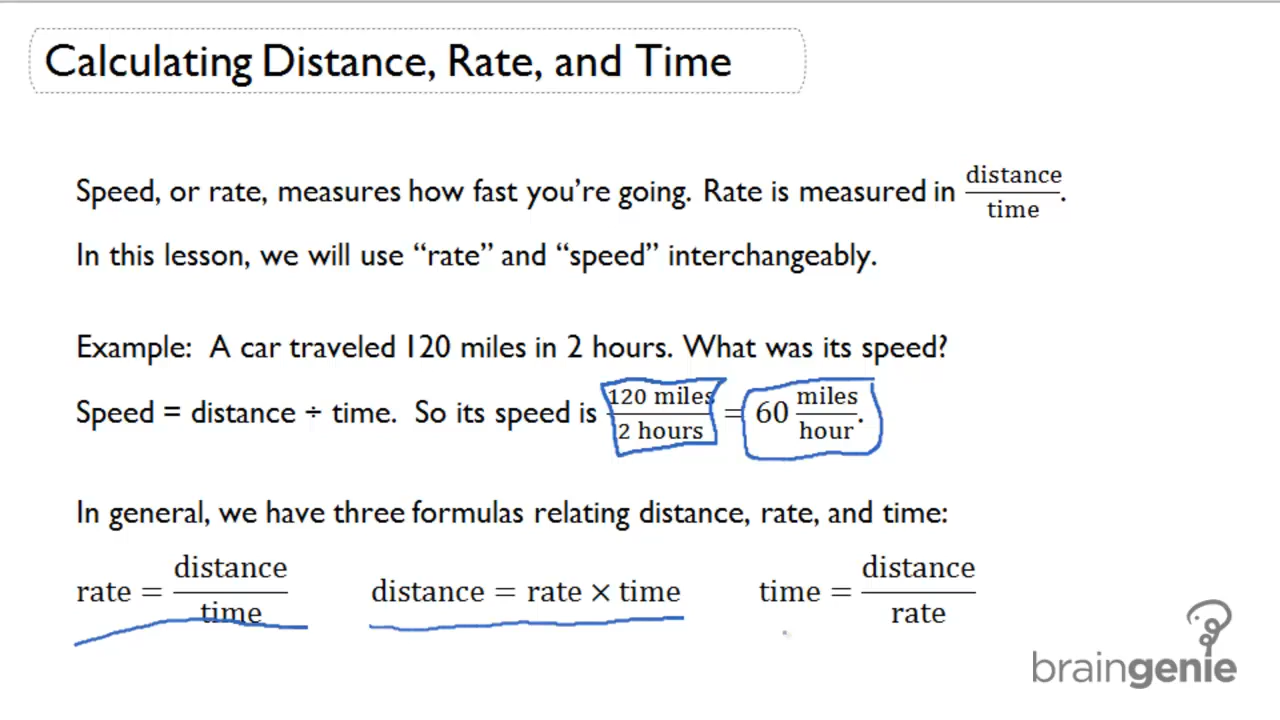 Calculating Distance, Rate, and Time
Speed, or rate, measures how fast you’re going. Rate is measured in distance/time.
In this lesson, we will use “rate” and “speed” interchangeably.
Example: A car traveled 120 miles in 2 hours. What was its speed?
Speed = distance ÷ time. So its speed is 120 miles/2 hours = 60 miles/hour.
In general, we have three formulas relating distance, rate, and time:
rate = distance/time distance = rate × time time = distance/rate
braingenie